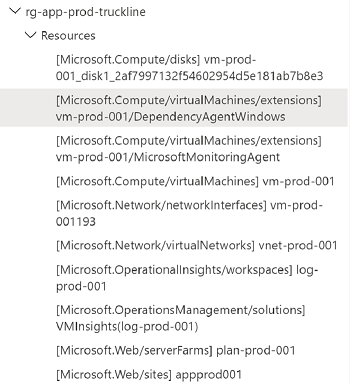 rg-app-prod-truckline
Resources
[Microsoft.Compute/disks] vm-prod-
001_disk1_2af7997132f54602954d5e181ab7b8e3
[Microsoft.Compute/virtualMachines/extensions]
vm-prod-001/DependencyAgentWindows
[Microsoft.Compute/virtualMachines/extensions]
vm-prod-001/MicrosoftMonitoringAgent
[Microsoft.Compute/virtualMachines] vm-prod-001
[Microsoft.Network/networkInterfaces] vm-prod-
001193
[Microsoft.Network/virtualNetworks] vnet-prod-001
[Microsoft.OperationalInsights/workspaces] log-
prod-001
[Microsoft.OperationsManagement/solutions]
VMInsights(log-prod-001)
[Microsoft.Web/serverFarms] plan-prod-001
[Microsoft.Web/sites] appprod001